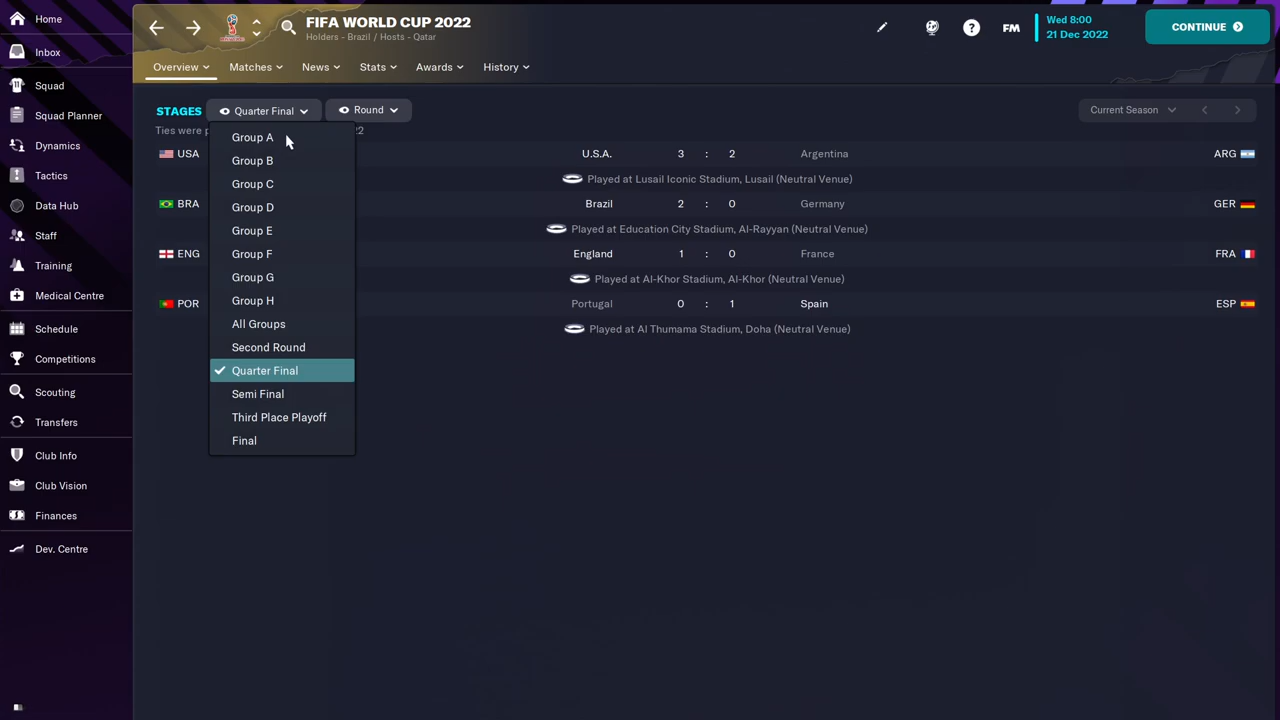 Home
Inbox
Squad
Squad Planner
Dynamics
Tactics
Data Hub
Staff
Training
Medical Centre
Schedule
Competitions
Scouting
Transfers
Club Info
Club Vision
Finances
Dev. Centre
FIFA WORLD CUP 2022
Holders - Brazil / Hosts - Qatar
FM
Wed 8:00
21 Dec 2022
CONTINUE
Overview Matches News Stats Awards History
STAGES Quarter Final Round Current Season
Ties were p 22
Group A
Group B
Group C
Group D
Group E
Group F
Group G
Group H
All Groups
Second Round
Quarter Final
Semi Final
Third Place Playoff
Final
USA U.S.A. 3 : 2 Argentina ARG
Played at Lusail Iconic Stadium, Lusail (Neutral Venue)
BRA Brazil 2 : 0 Germany GER
Played at Education City Stadium, Al-Rayyan (Neutral Venue)
ENG England 1 : 0 France FRA
Played at Al-Khor Stadium, Al-Khor (Neutral Venue)
POR Portugal 0 : 1 Spain ESP
Played at Al Thumama Stadium, Doha (Neutral Venue)